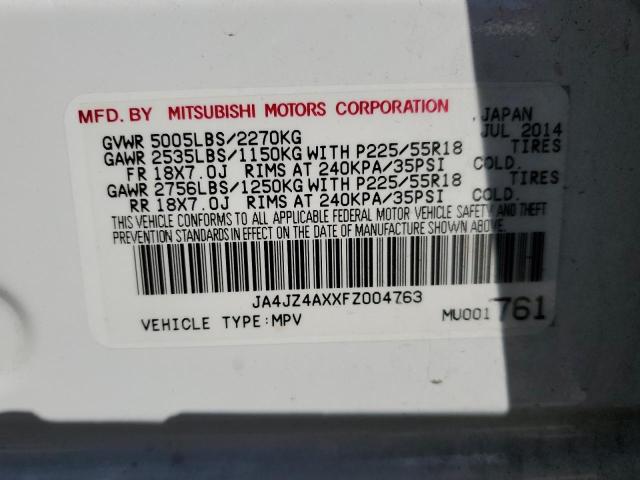 MFD. BY MITSUBISHI MOTORS CORPORATION , JAPAN
GVWR 5005LBS/2270KG JUL 2014
GAWR 2535LBS/1150KG WITH P225/55R18 TIRES
FR 18X7.0J RIMS AT 240KPA/35PSI COLD.
GAWR 2756LBS/1250KG WITH P225/55R18 TIRES
RR 18X7.0J RIMS AT 240KPA/35PSI COLD.
THIS VEHICLE CONFORMS TO ALL APPLICABLE FEDERAL MOTOR VEHICLE SAFETY AND THEFT
PREVENTION STANDARDS IN EFFECT ON THE DATE OF MANUFACTURE SHOWN ABOVE.
JA4JZ4AXXFZ004763
VEHICLE TYPE:MPV MU001761